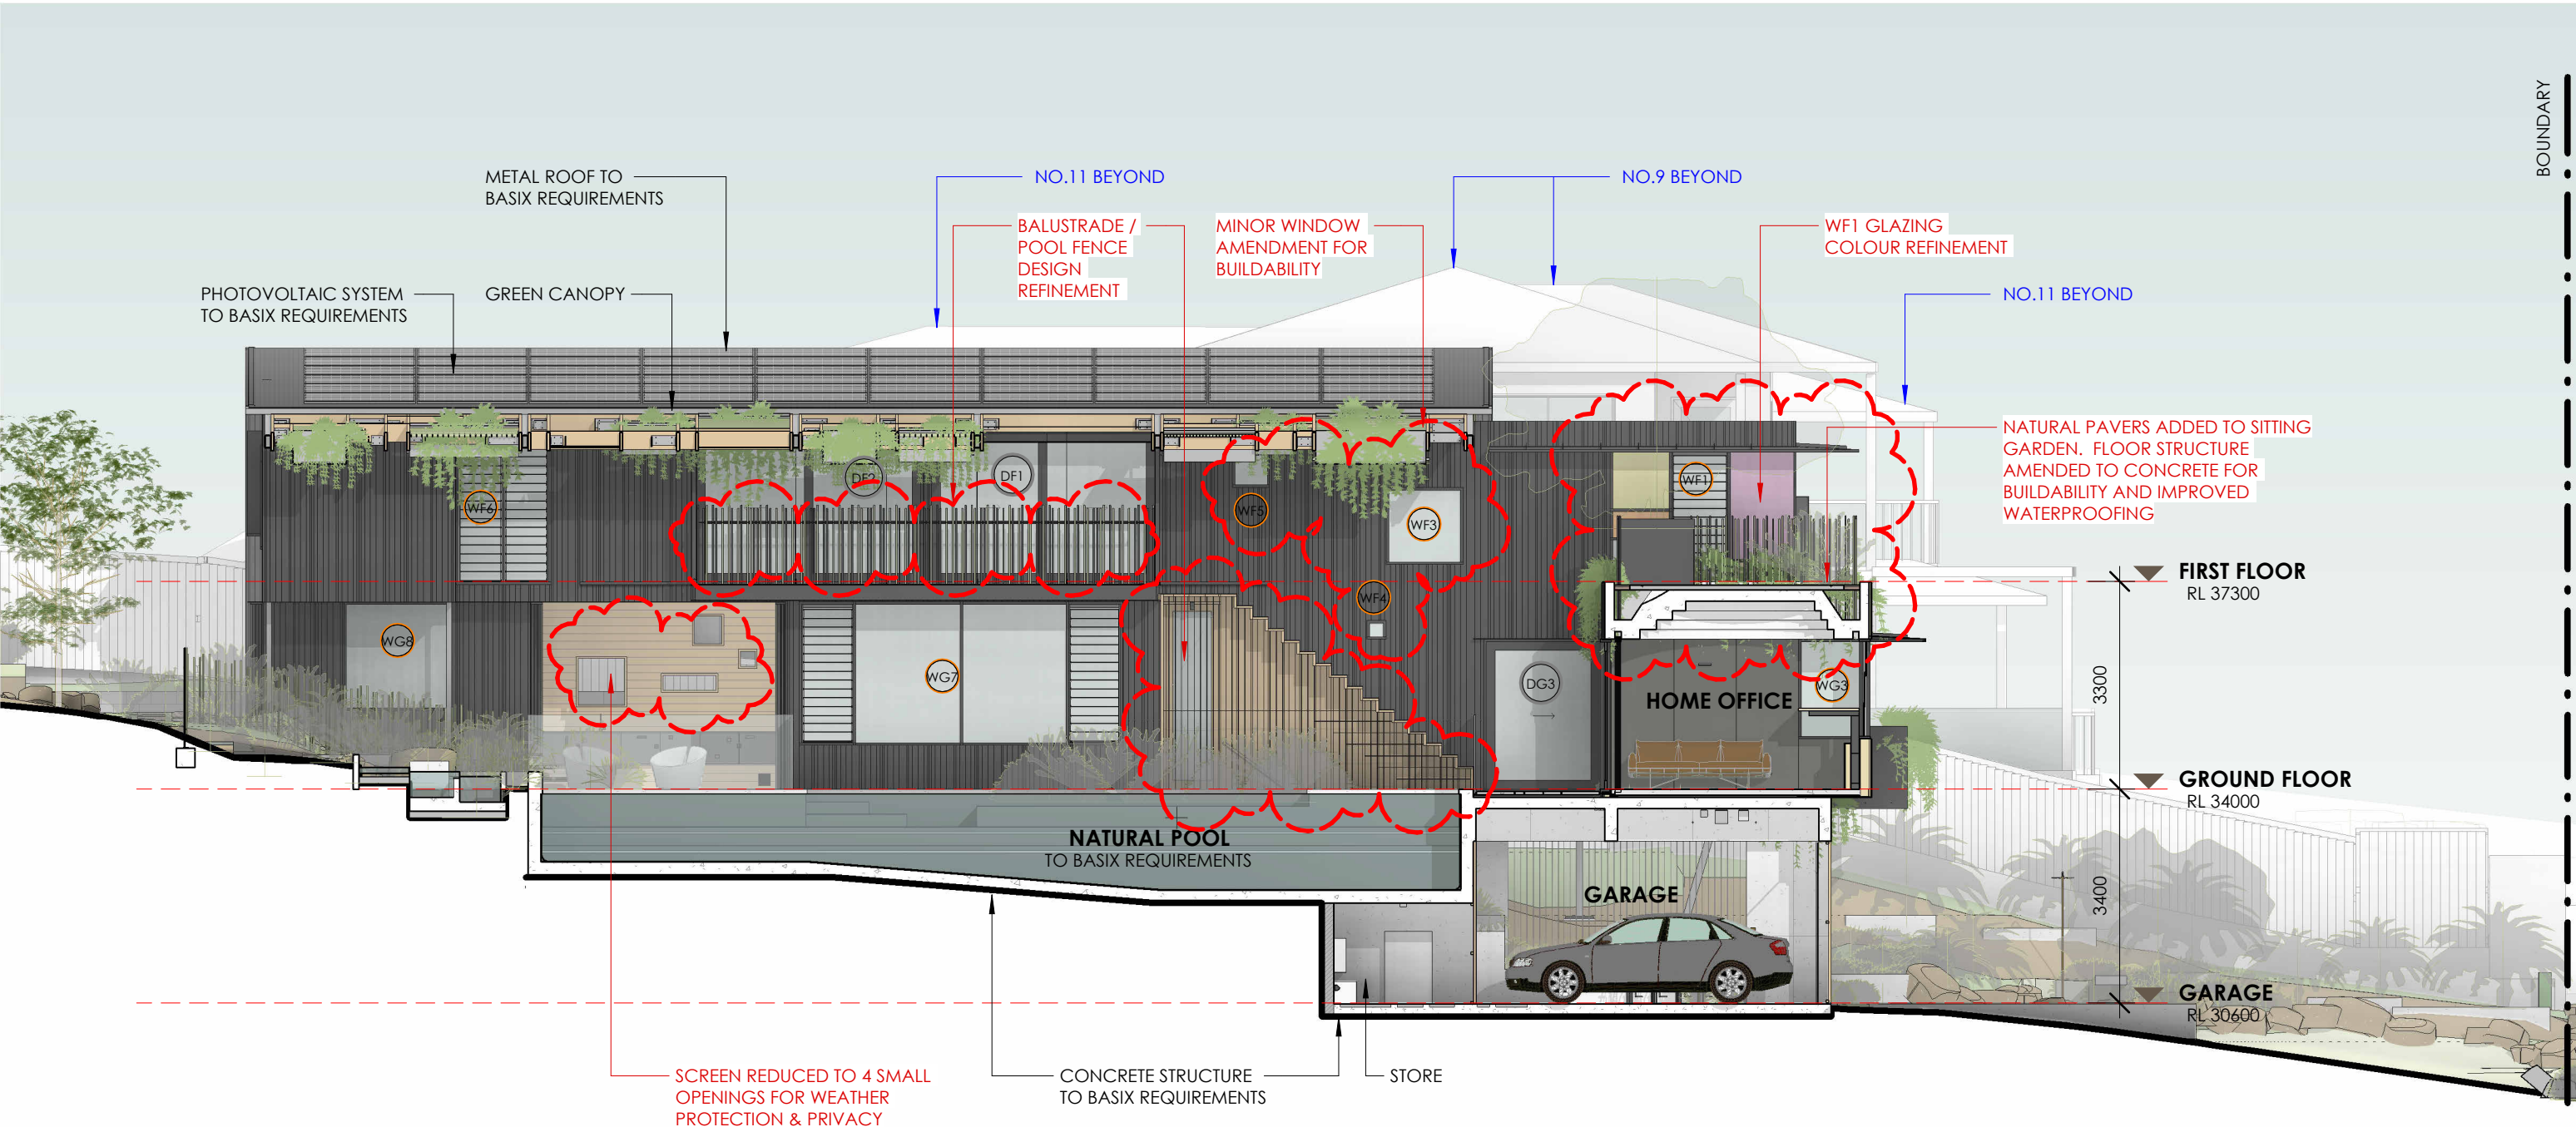 BOUNDARY
METAL ROOF TO
BASIX REQUIREMENTS
NO.11 BEYOND
NO.9 BEYOND
BALUSTRADE /
POOL FENCE
DESIGN
REFINEMENT
MINOR WINDOW
AMENDMENT FOR
BUILDABILITY
WF1 GLAZING
COLOUR REFINEMENT
PHOTOVOLTAIC SYSTEM
TO BASIX REQUIREMENTS
GREEN CANOPY
NO.11 BEYOND
NATURAL PAVERS ADDED TO SITTING
GARDEN. FLOOR STRUCTURE
AMENDED TO CONCRETE FOR
BUILDABILITY AND IMPROVED
WATERPROOFING
DF2
DF1
WF1
WF6
WF5
WF3
FIRST FLOOR
RL 37300
WF4
WG8
WG7
DG3
WG3
3300
HOME OFFICE
GROUND FLOOR
RL 34000
NATURAL POOL
TO BASIX REQUIREMENTS
GARAGE
3400
GARAGE
RL 30600
SCREEN REDUCED TO 4 SMALL
OPENINGS FOR WEATHER
PROTECTION & PRIVACY
CONCRETE STRUCTURE
TO BASIX REQUIREMENTS
STORE